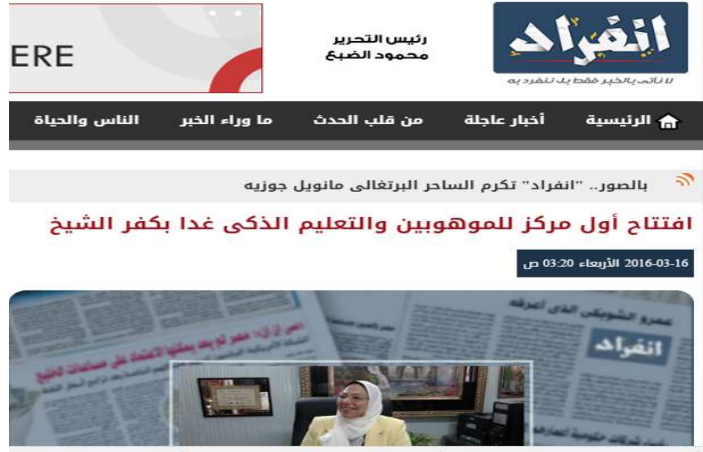 ERE
رئيس التحرير
محمود الضبع
انفراد
لا نأتى بالخبر فقط بل ننفرد به
الرئيسية
أخبار عاجلة
من قلب الحدث
ما وراء الخبر
الناس والحياة
بالصور.. "انفراد" تكرم الساحر البرتغالى مانويل جوزيه
افتتاح أول مركز للموهوبين والتعليم الذكى غدا بكفر الشيخ
2016-03-16 الأربعاء 03:20 ص
عمرو الشوبكى الذى أعرفه
انفراد